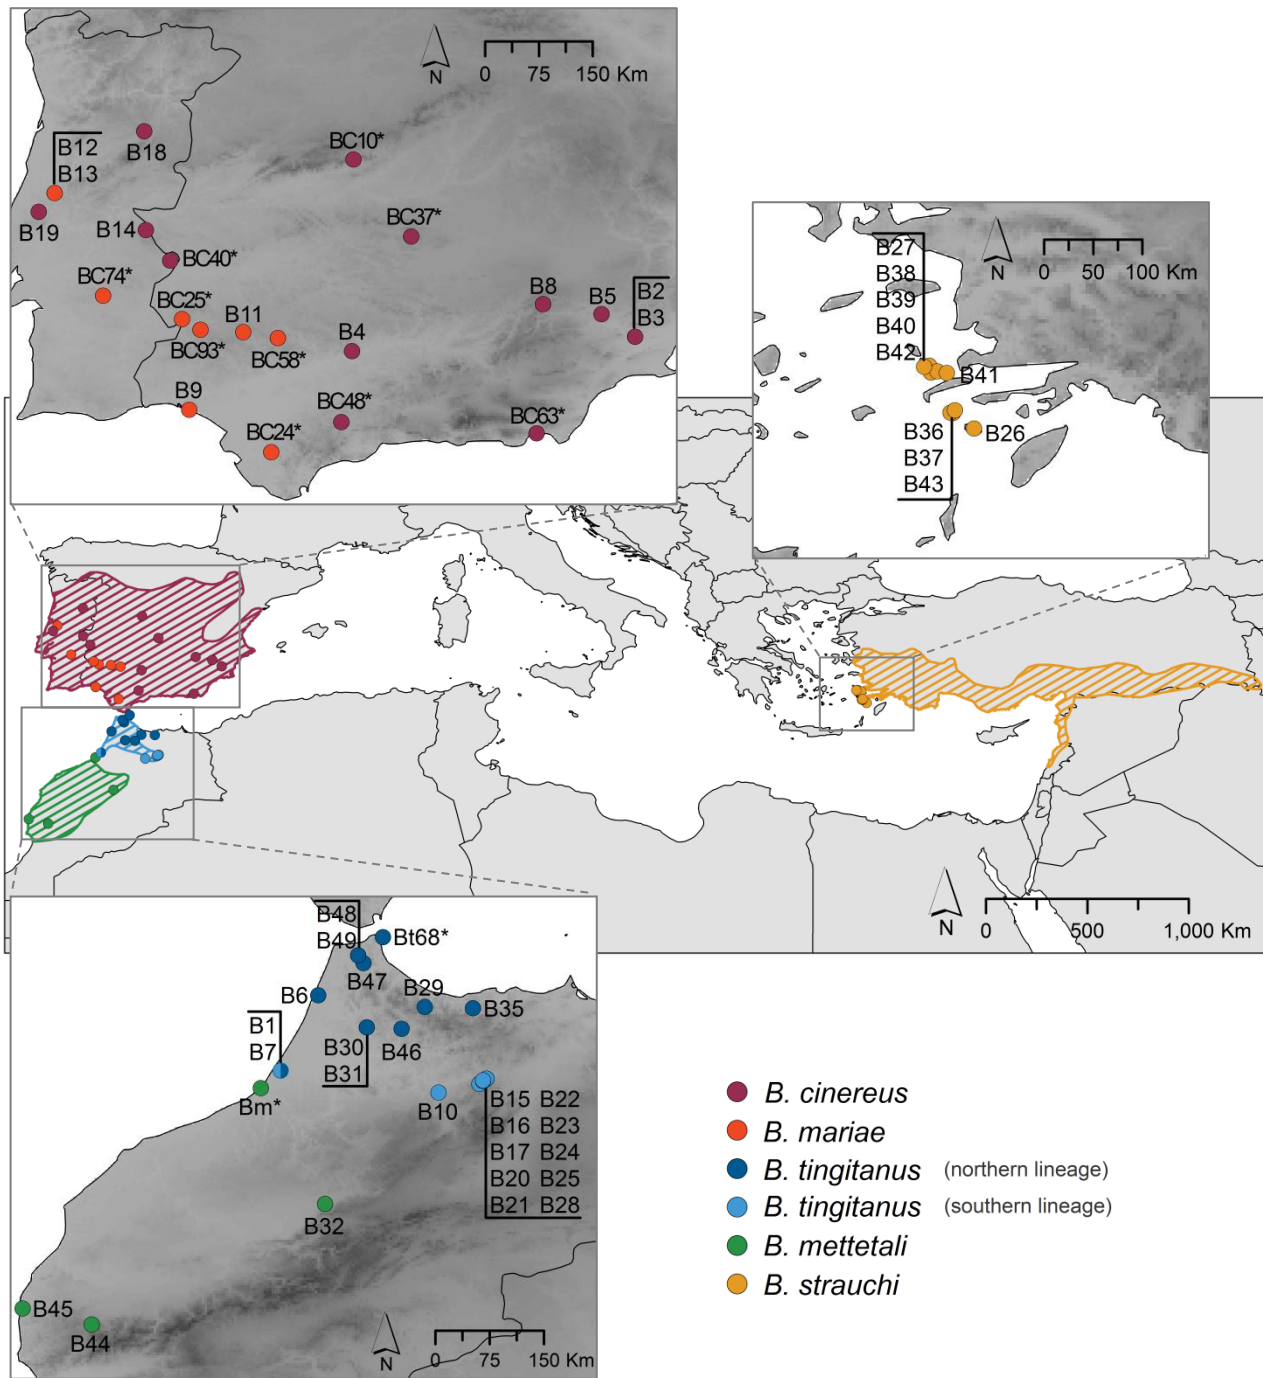 N
0 75 150 Km
B12
B13
B18
BC10*
B19
B14
BC37*
BC40*
BC74*
BC25*
B11
BC93*
BC58*
B4
B8
B5
B2
B3
B9
BC48*
BC24*
BC63*
N
0 50 100 Km
B27
B38
B39
B40
B42
B41
B36
B37
B43
B26
N
0 500 1,000 Km
B48
B49
Bt68*
B47
B6
B29
B35
B1
B7
B30
B31
B46
Bm*
B10
B15 B22
B16 B23
B17 B24
B20 B25
B21 B28
B32
B45
B44
N
0 75 150 Km
B. cinereus
B. mariae
B. tingitanus (northern lineage)
B. tingitanus (southern lineage)
B. mettetali
B. strauchi